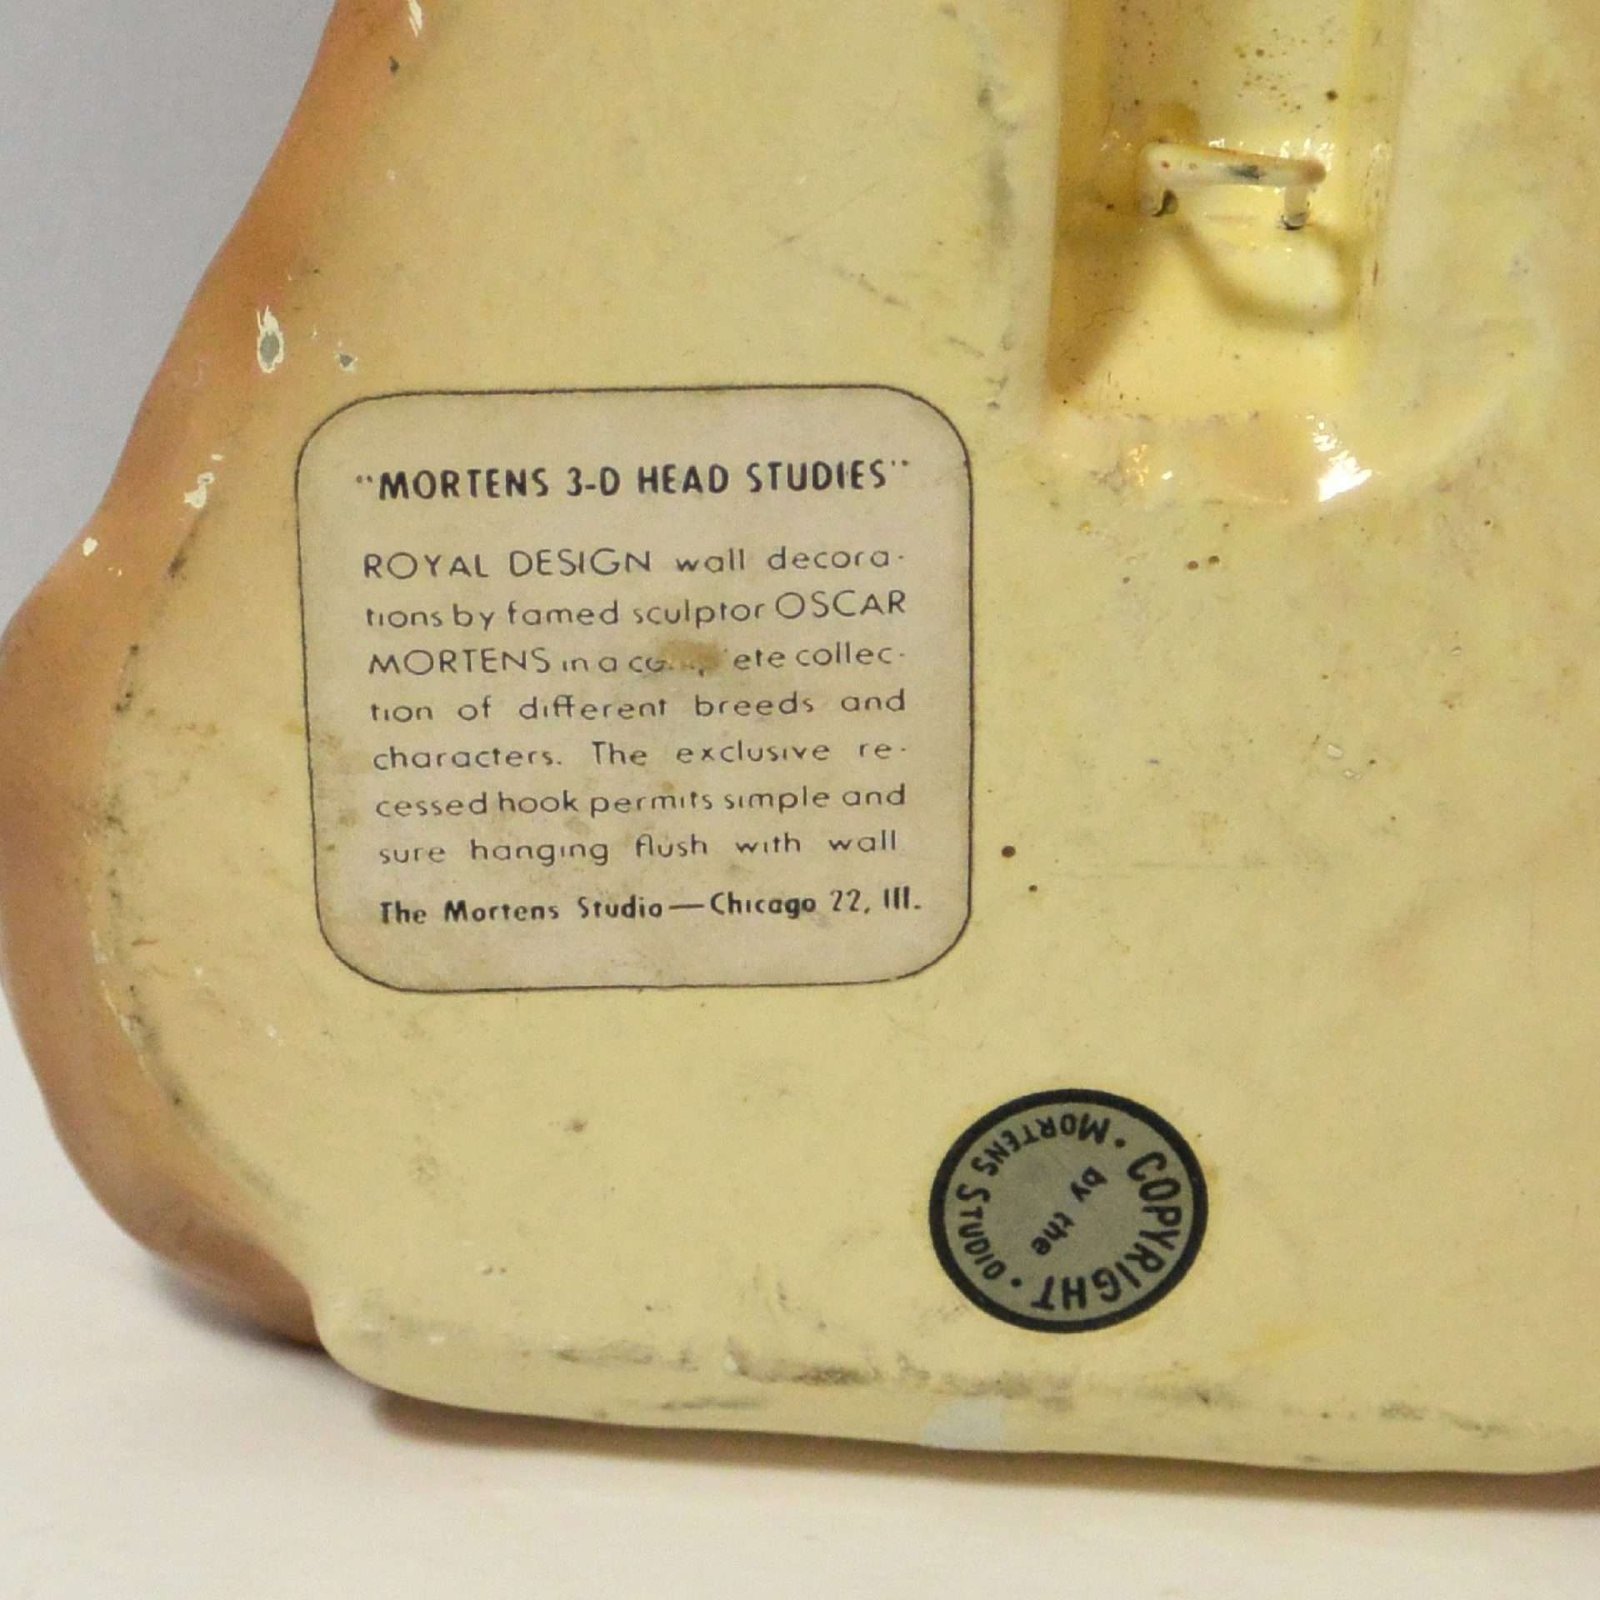 "MORTENS 3-D HEAD STUDIES"
ROYAL DESIGN wall decora-
tions by famed sculptor OSCAR
MORTENS in a collec-
tion of different breeds and
characters. The exclusive re-
cessed hook permits simple and
sure hanging flush with wall
The Mortens Studio—Chicago 22, Ill.
COPYRIGHT
by the
• MORTENS STUDIO •